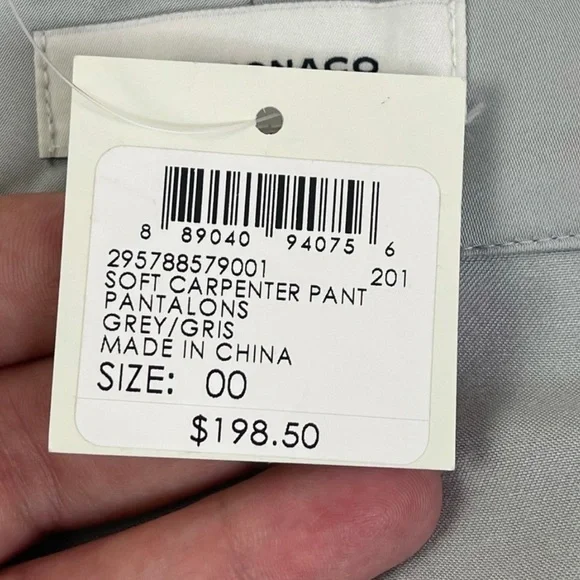 8 89040 94075 6
295788579001 201
SOFT CARPENTER PANT
PANTALONS
GREY/GRIS
MADE IN CHINA
SIZE: 00
$198.50